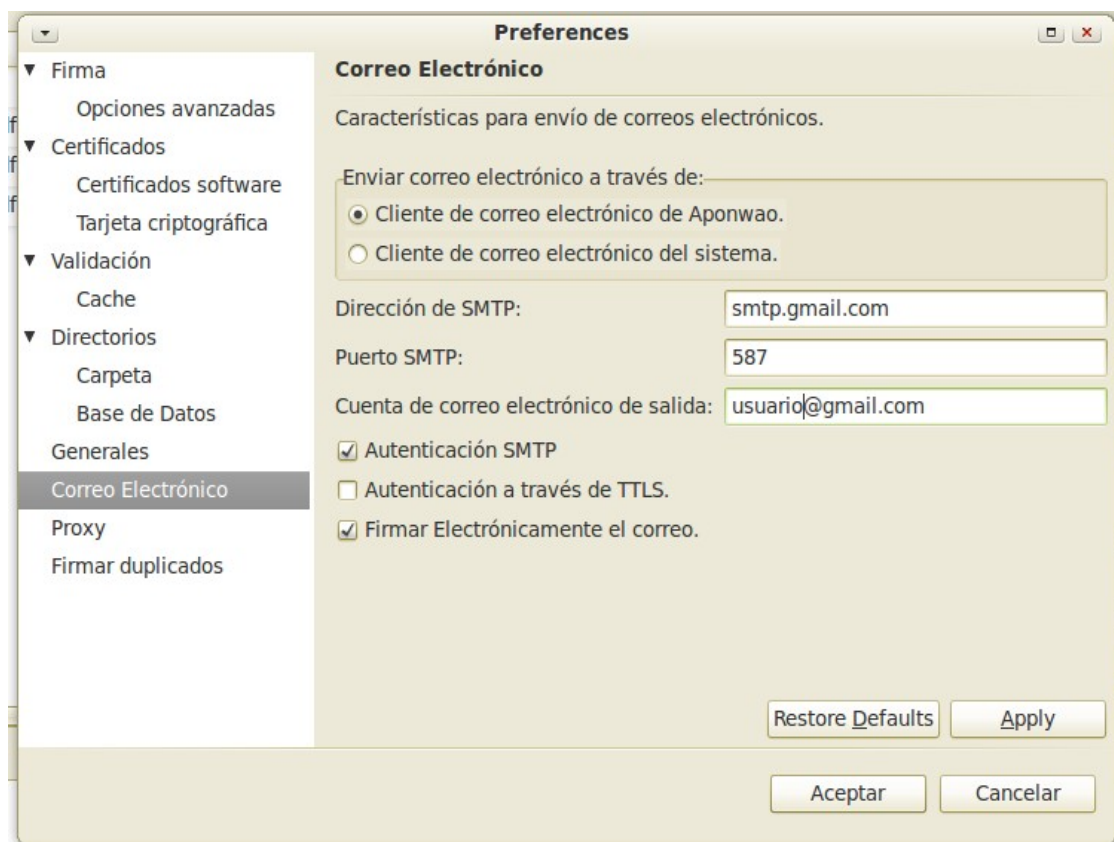 Preferences
Firma
Opciones avanzadas
Certificados
Certificados software
Tarjeta criptográfica
Validación
Cache
Directorios
Carpeta
Base de Datos
Generales
Correo Electrónico
Proxy
Firmar duplicados
Correo Electrónico
Características para envío de correos electrónicos.
Enviar correo electrónico a través de:
Cliente de correo electrónico de Aponwao.
Cliente de correo electrónico del sistema.
Dirección de SMTP: smtp.gmail.com
Puerto SMTP: 587
Cuenta de correo electrónico de salida: usuario@gmail.com
Autenticación SMTP
Autenticación a través de TTLS.
Firmar Electrónicamente el correo.
Restore Defaults Apply
Aceptar Cancelar